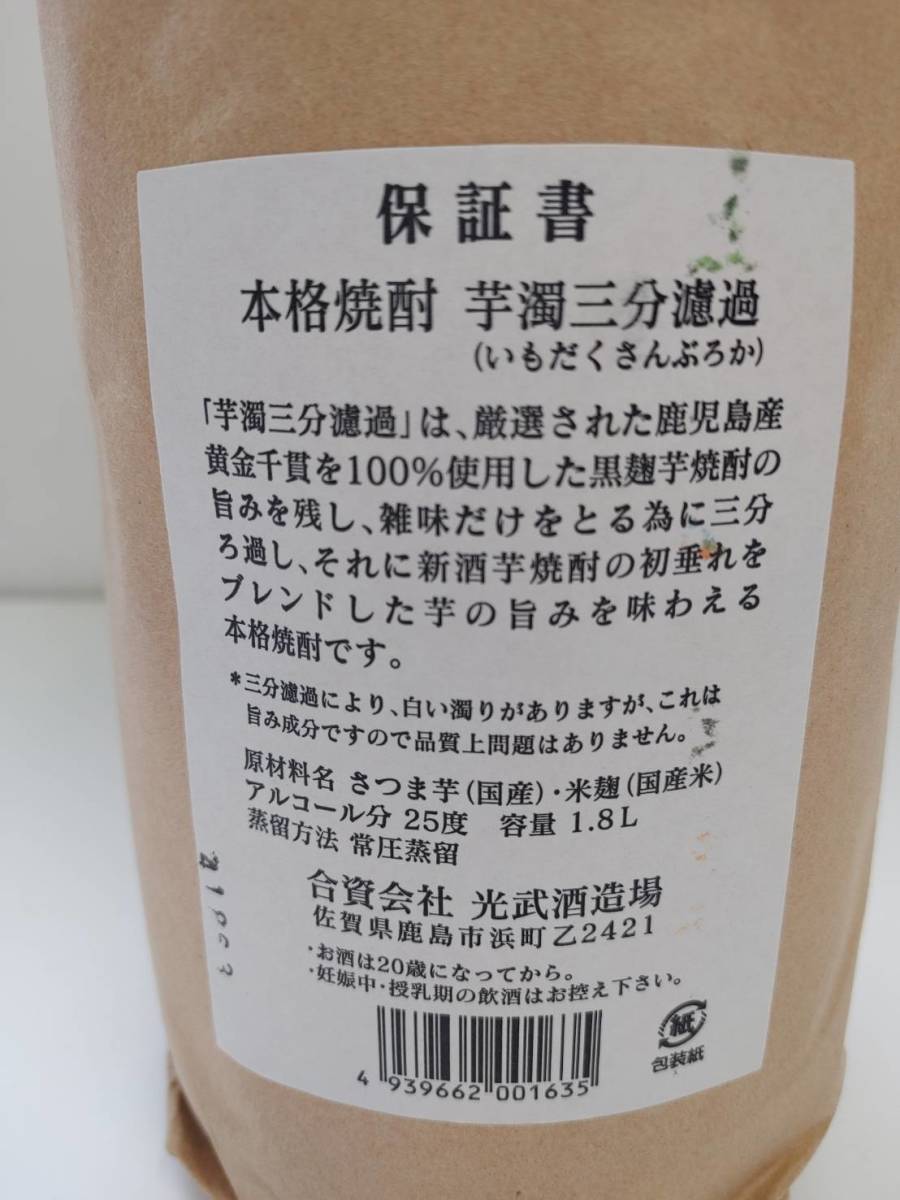 保証書
本格焼酎 芋濁三分濾過
(いもだくさんぶろか)
「芋濁三分濾過」は、厳選された鹿児島産
黄金千貫を100%使用した黒麹芋焼酎の
旨みを残し、雑味だけをとる為に三分
ろ過し、それに新酒芋焼酎の初垂れを
ブレンドした芋の旨みを味わえる
本格焼酎です。
*三分濾過により、白い濁りがありますが、これは
旨み成分ですので品質上問題はありません。
原材料名 さつま芋(国産)・米麹(国産米)
アルコール分 25度 容量 1.8L
蒸留方法 常圧蒸留
合資会社 光武酒造場
佐賀県鹿島市浜町乙2421
・お酒は20歳になってから。
・妊娠中・授乳期の飲酒はお控え下さい。
紙
包装紙
4 939662 001635